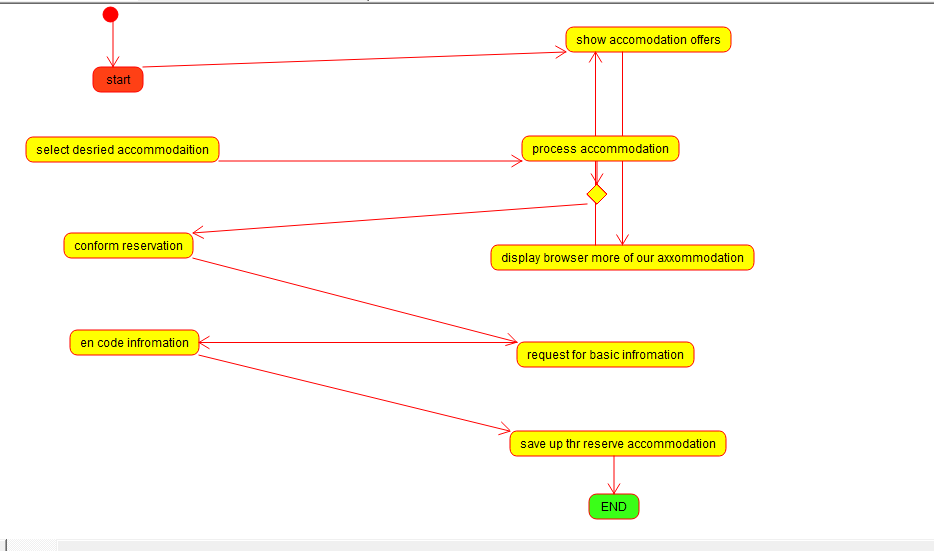 show accomodation offers
start
select desried accommodaition
process accommodation
conform reservation
display browser more of our axxommodation
en code infromation
request for basic infromation
save up thr reserve accommodation
END